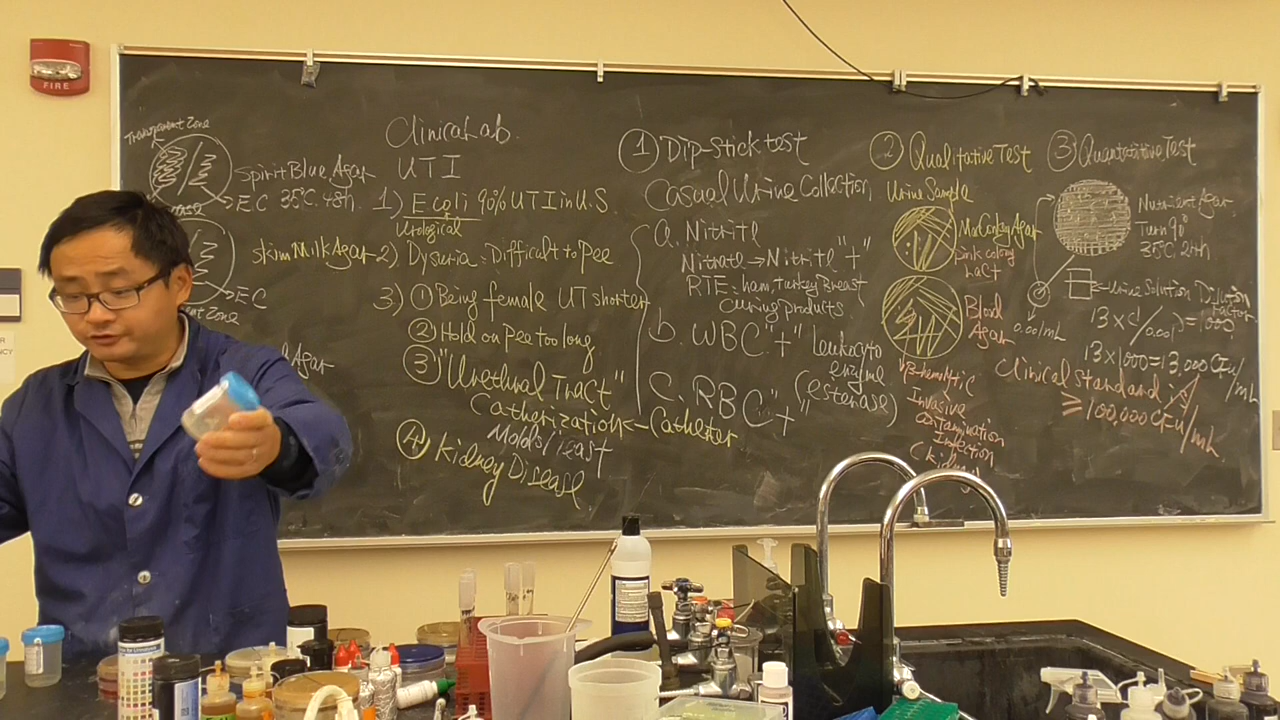 FIRE
Transparent Zone
Spirit Blue Agar
EC 35°C. 48h.
Skim Milk Agar
EC
Zone
Agar
Clinical Lab.
UTI
1) E coli 90% UTI in U.S.
Urological
2) Dysuria: Difficult to Pee
3) ① Being female UT shorter
② Hold on Pee too long
③ "Urethral Tract"
Catherization ← Catheter
Molds/Yeast
④ Kidney Disease
① Dip-stick test
Casual Urine Collection
a. Nitrite
Nitrate → Nitrite "+"
RTE: ham, turkey Breast
Curing Products
b. WBC "+" Leukocyte
enzyme
(esterase)
C. RBC "+"
② Qualitative Test
Urine Sample
MacConkey Agar
pink colony
Lac+
Blood
Agar
β-hemolytic
Invasive
Contamination
Infection
③ Quantitative Test
Nutrient Agar
Turn 90°
35°C 24h
Urine Solution Dilution
Factor
0.001mL
13 x (1/0.001) = 1000
13 x 1000 = 13,000 CFU/mL
Clinical Standard
≥ 100,000 CFU/mL